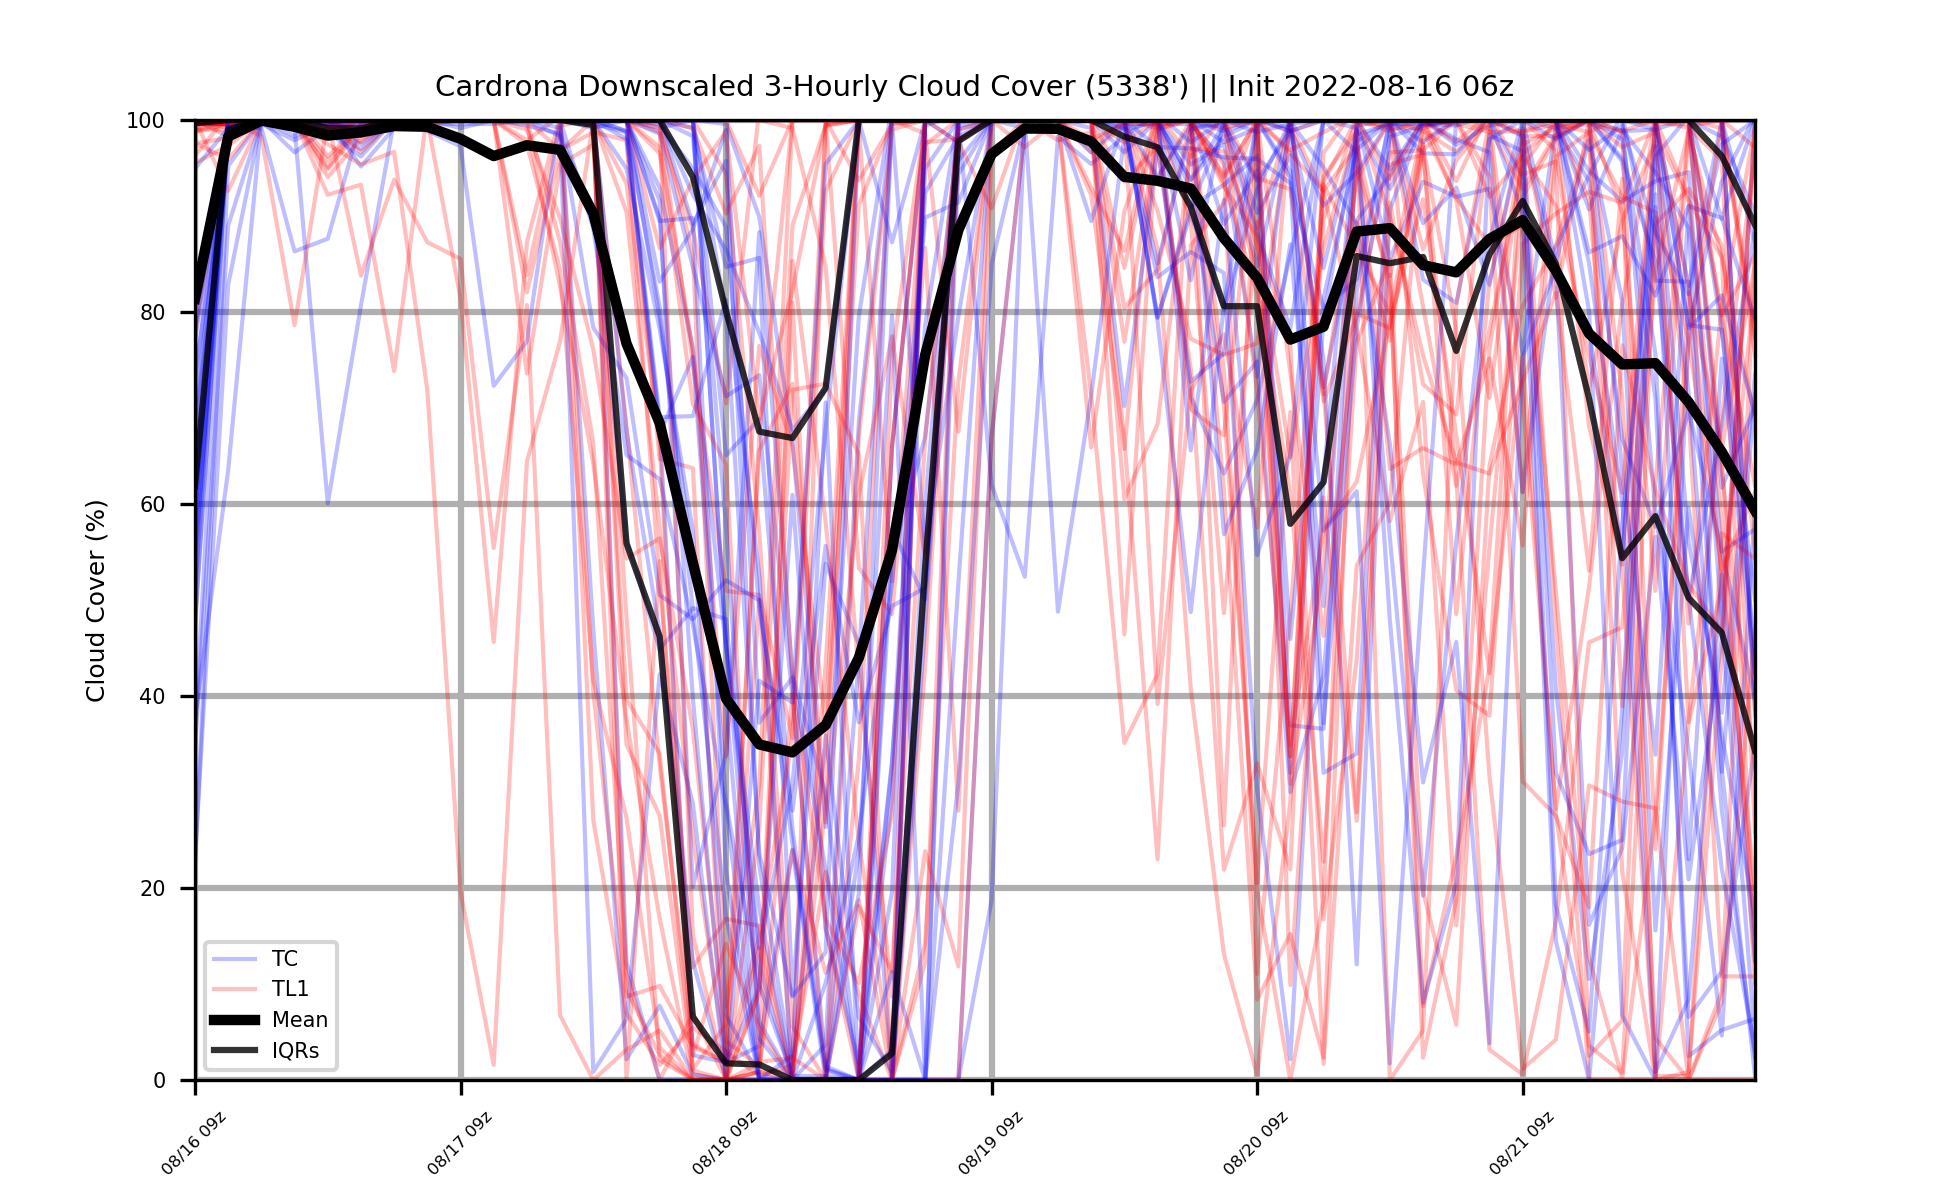 Cardrona Downscaled 3-Hourly Cloud Cover (5338') || Init 2022-08-16 06z
Cloud Cover (%)
100
80
60
40
20
0
TC
TL1
Mean
IQRs
08/16 09z
08/17 09z
08/18 09z
08/19 09z
08/20 09z
08/21 09z